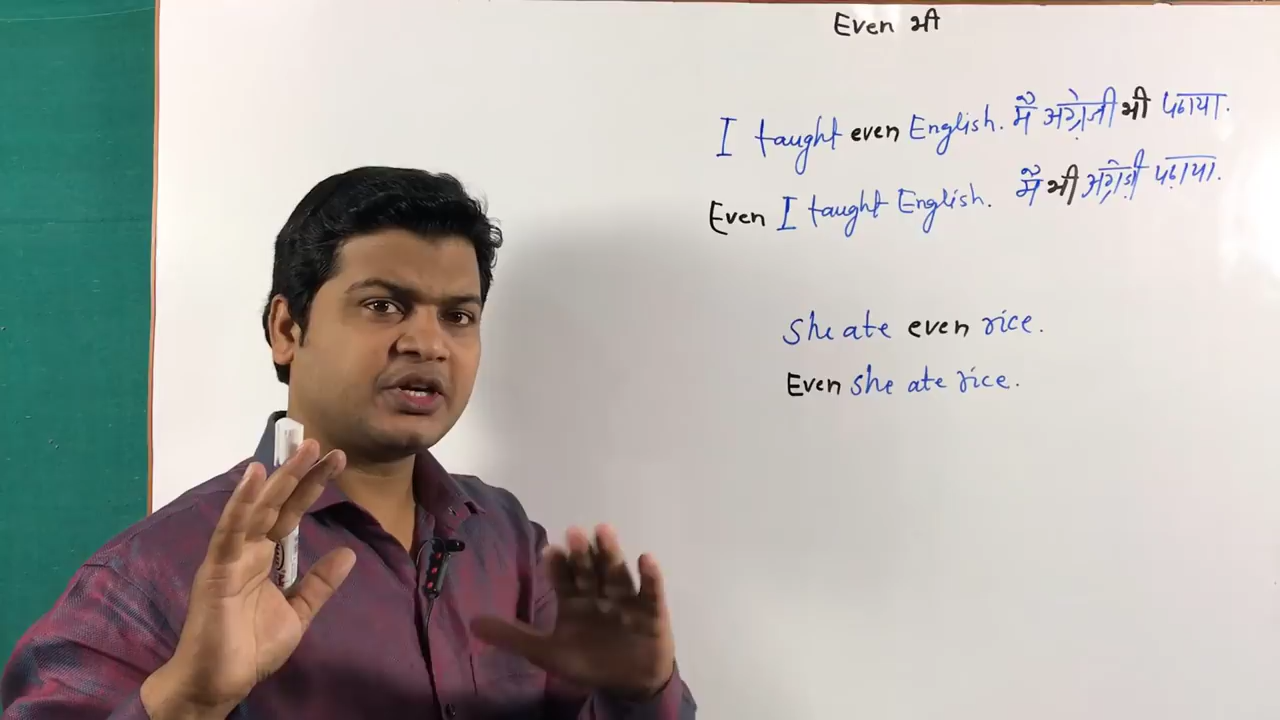 Even भी
I taught even English. मैं अंग्रेजी भी पढाया.
Even I taught English. मैं भी अंग्रेजी पढ़ाया.
She ate even rice.
Even she ate rice.